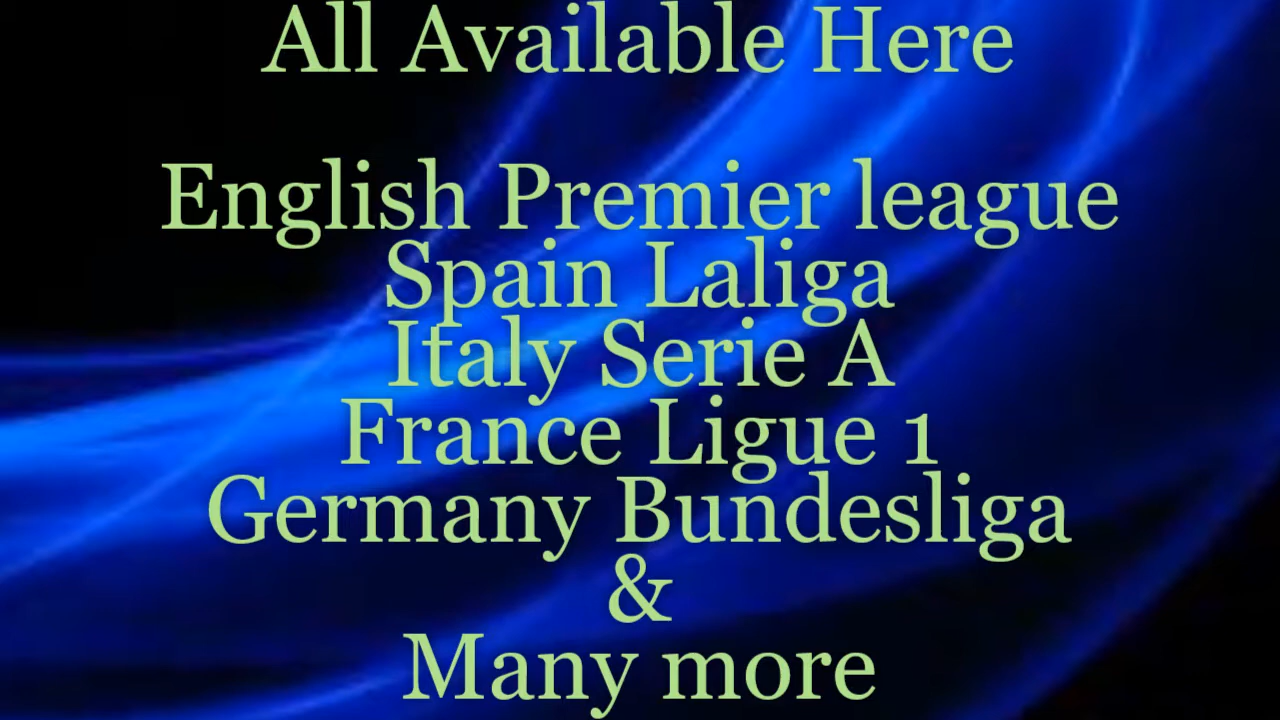 All Available Here
English Premier league
Spain Laliga
Italy Serie A
France Ligue 1
Germany Bundesliga
&
Many more